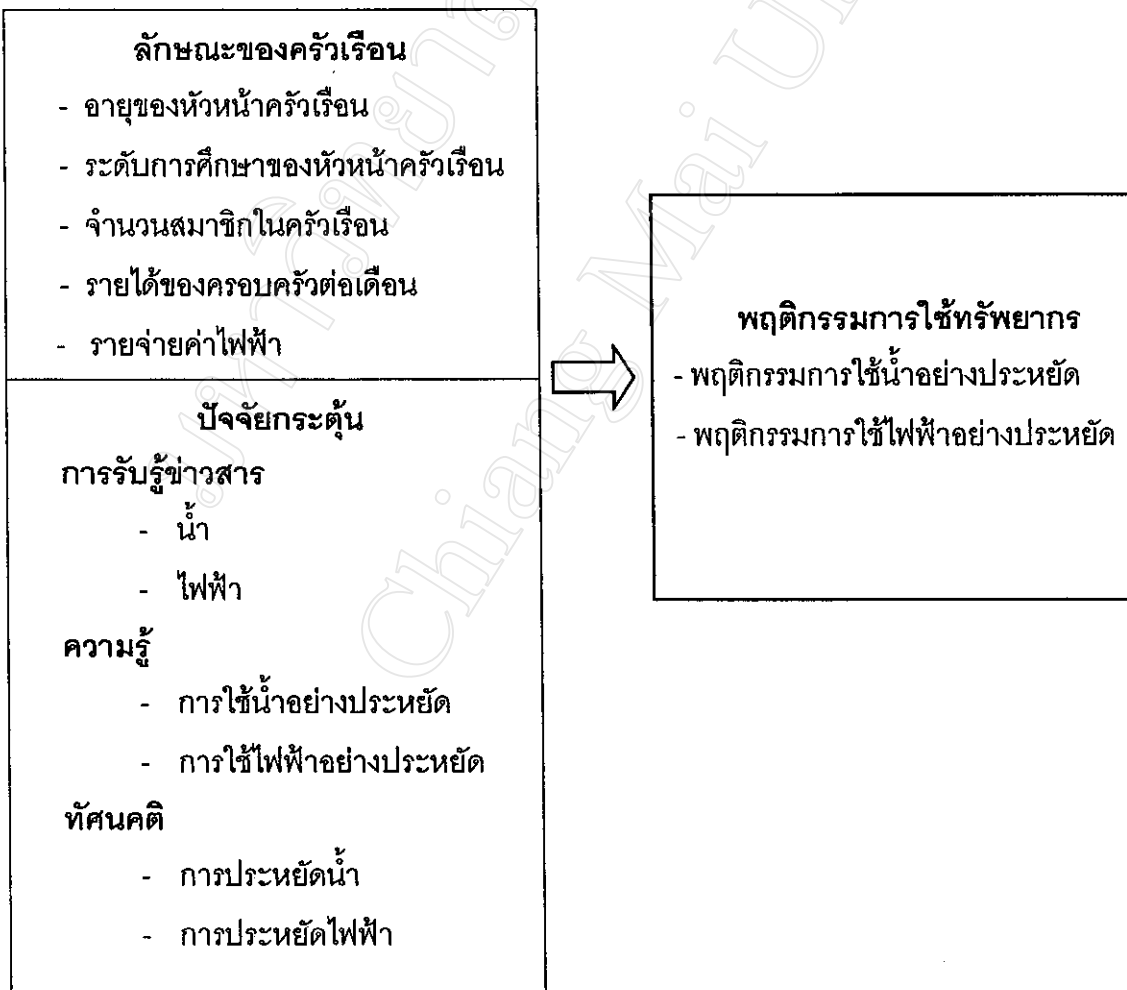 ลักษณะของครัวเรือน
- อายุของหัวหน้าครัวเรือน
- ระดับการศึกษาของหัวหน้าครัวเรือน
- จำนวนสมาชิกในครัวเรือน
- รายได้ของครอบครัวต่อเดือน
- รายจ่ายค่าไฟฟ้า
ปัจจัยกระตุ้น
การรับรู้ข่าวสาร
- น้ำ
- ไฟฟ้า
ความรู้
- การใช้น้ำอย่างประหยัด
- การใช้ไฟฟ้าอย่างประหยัด
ทัศนคติ
- การประหยัดน้ำ
- การประหยัดไฟฟ้า
พฤติกรรมการใช้ทรัพยากร
- พฤติกรรมการใช้น้ำอย่างประหยัด
- พฤติกรรมการใช้ไฟฟ้าอย่างประหยัด
Chiang Mai